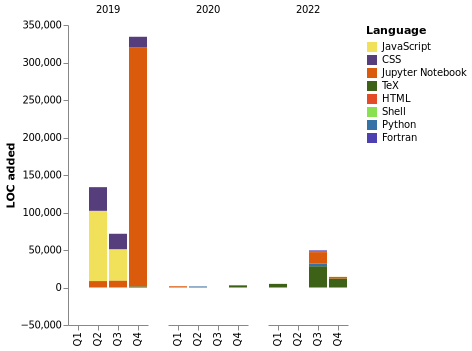 2019 2020 2022
350,000
300,000
250,000
200,000
150,000
100,000
50,000
0
−50,000
LOC added
Q1 Q2 Q3 Q4 Q1 Q2 Q3 Q4 Q1 Q2 Q3 Q4
Language
JavaScript
CSS
Jupyter Notebook
TeX
HTML
Shell
Python
Fortran